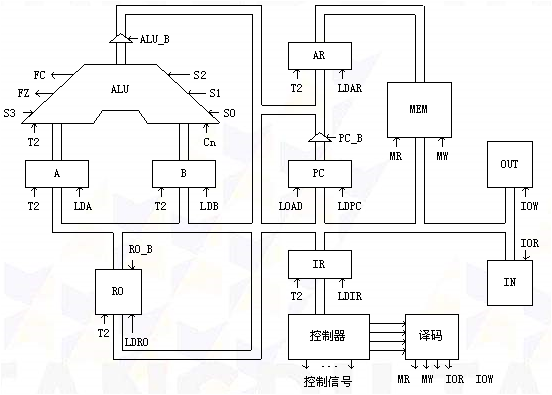 ALU_B
AR
FC
S2
ALU
FZ
S1
T2
LDAR
MEM
S3
S0
T2
Cn
PC_B
MR
MW
A
B
PC
OUT
T2
LDA
T2
LDB
LOAD
LDPC
IOW
RO_B
IOR
IR
RO
IN
T2
LDIR
T2
LDRO
控制器
译码
...
控制信号
MR MW IOR IOW